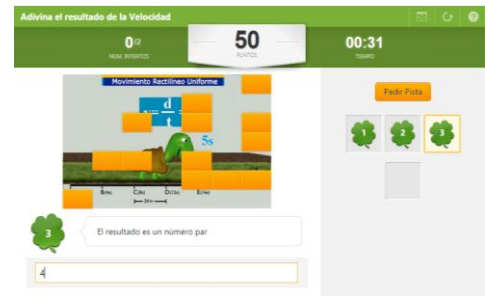 Adivina el resultado de la Velocidad
0/2
NUM. INTENTOS
50
PUNTOS
00:31
TIEMPO
Movimiento Rectilíneo Uniforme
d
= —
t
5s
Pedir Pista
1 2 3
El resultado es un número par
3
4